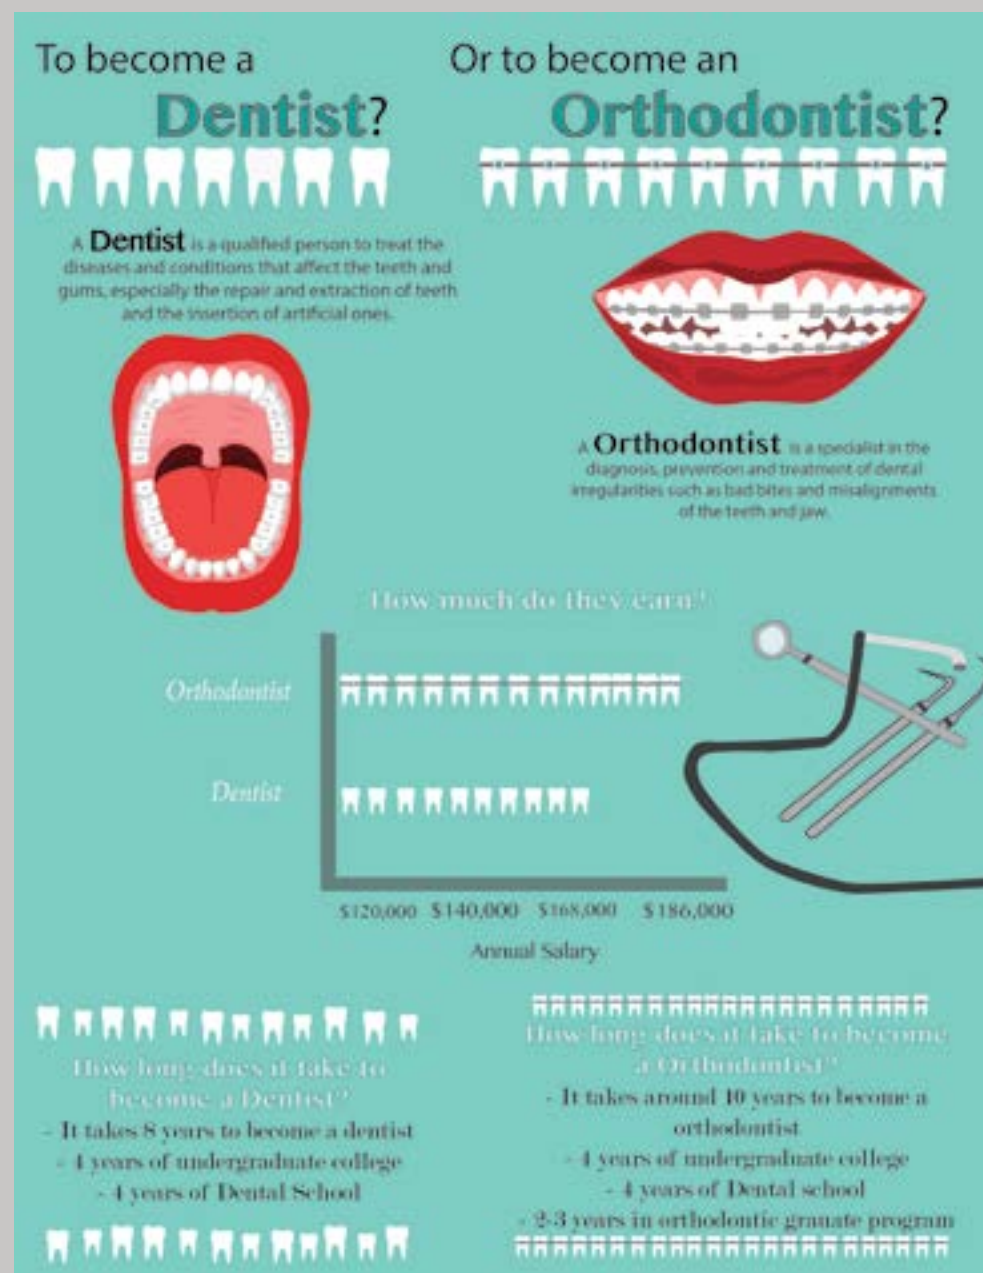 To become a
Dentist?
Or to become an
Orthodontist?
A Dentist is a qualified person to treat the
diseases and conditions that affect the teeth and
gums, especially the repair and extraction of teeth
and the insertion of artificial ones.
A Orthodontist is a specialist in the
diagnosis, prevention and treatment of dental
irregularities such as bad bites and misalignments
of the teeth and jaw.
How much do they earn?
Orthodontist
Dentist
$120,000 $140,000 $168,000 $186,000
Annual Salary
How long does it take to
become a Dentist?
- It takes 8 years to become a dentist
- 4 years of undergraduate college
- 4 years of Dental School
How long does it take to become
a Orthodontist?
- It takes around 10 years to become a
orthodontist
- 4 years of undergraduate college
- 4 years of Dental school
- 2-3 years in orthodontic granate program